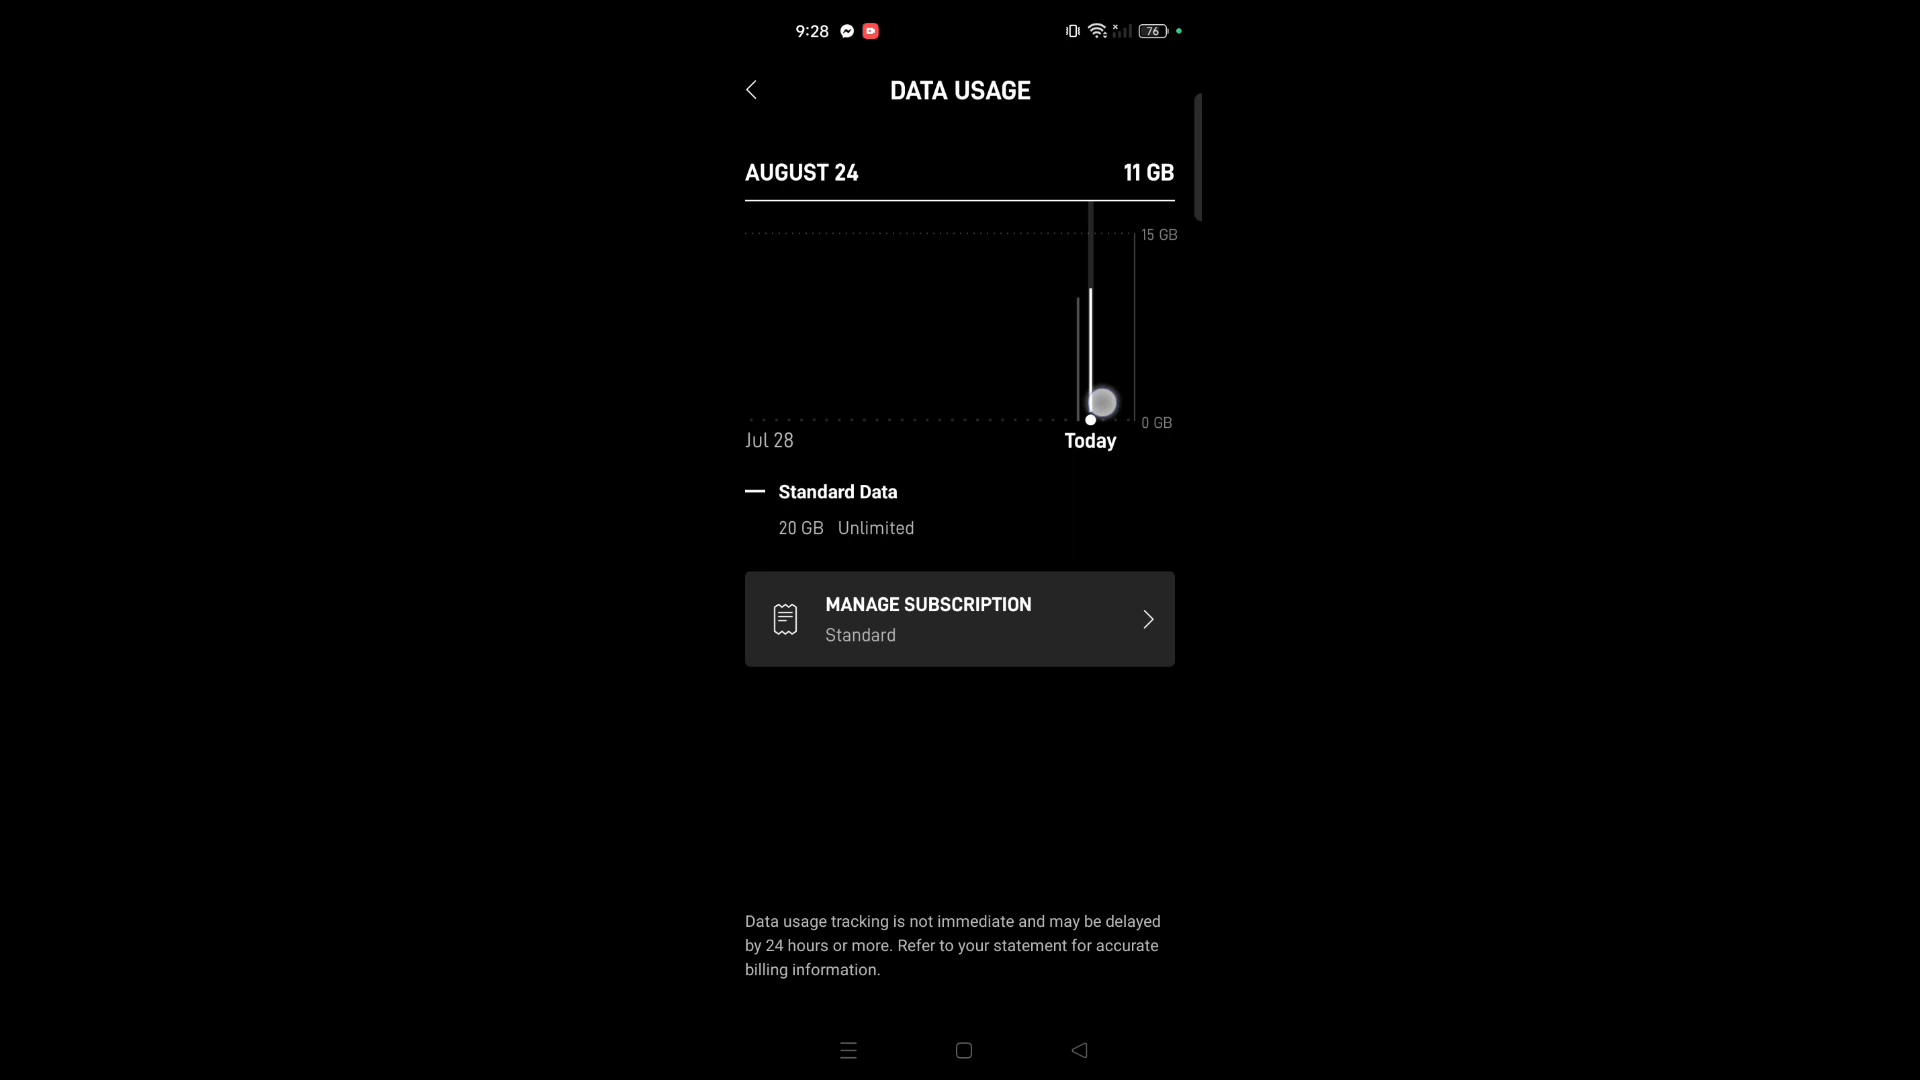 9:28
76
DATA USAGE
AUGUST 24 11 GB
15 GB
0 GB
Jul 28 Today
Standard Data
20 GB Unlimited
MANAGE SUBSCRIPTION
Standard
Data usage tracking is not immediate and may be delayed
by 24 hours or more. Refer to your statement for accurate
billing information.